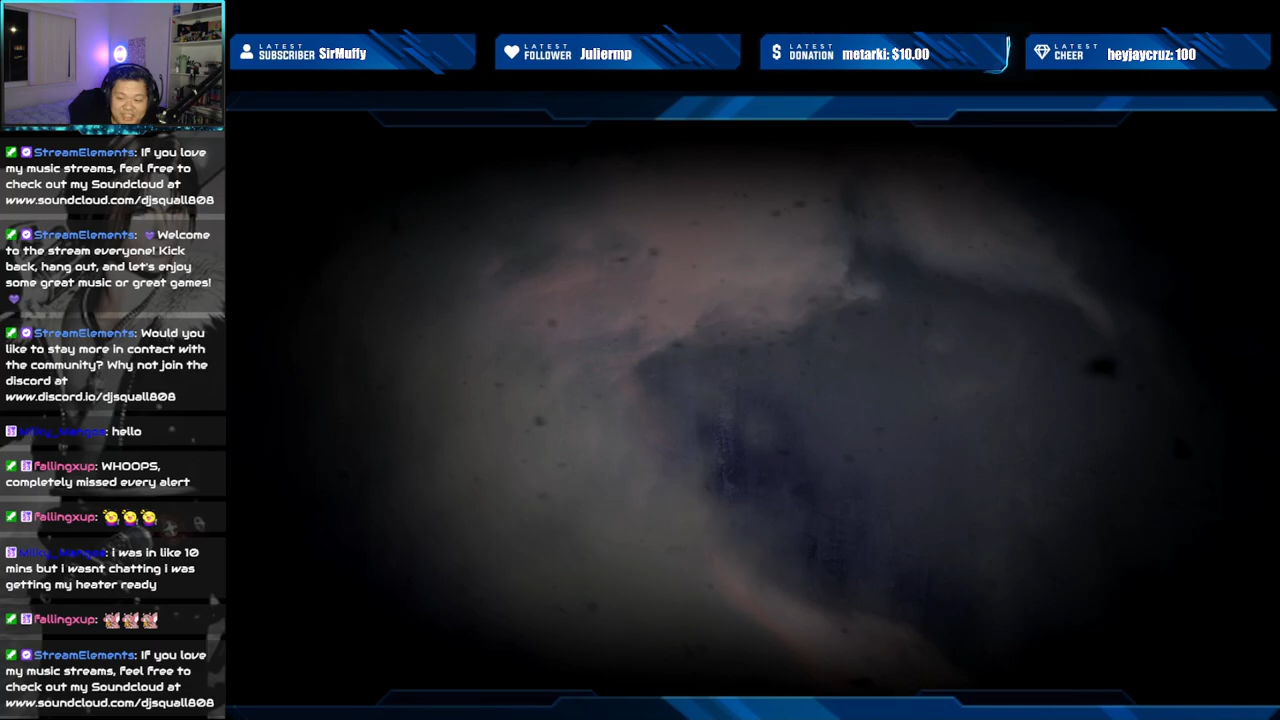 LATEST SUBSCRIBER SirMuffy
LATEST FOLLOWER Juliermp
LATEST DONATION metarki: $10.00
LATEST CHEER heyjaycruz: 100
StreamElements: If you love
my music streams, feel free to
check out my Soundcloud at
www.soundcloud.com/djsquall808
StreamElements: 💜Welcome
to the stream everyone! Kick
back, hang out, and let's enjoy
some great music or great games!
💜
StreamElements: Would you
like to stay more in contact with
the community? Why not join the
discord at
www.discord.io/djsquall808
Milky_Mangos: hello
fallingxup: WHOOPS,
completely missed every alert
fallingxup:
Milky_Mangos: i was in like 10
mins but i wasnt chatting i was
getting my heater ready
fallingxup:
StreamElements: If you love
my music streams, feel free to
check out my Soundcloud at
www.soundcloud.com/djsquall808